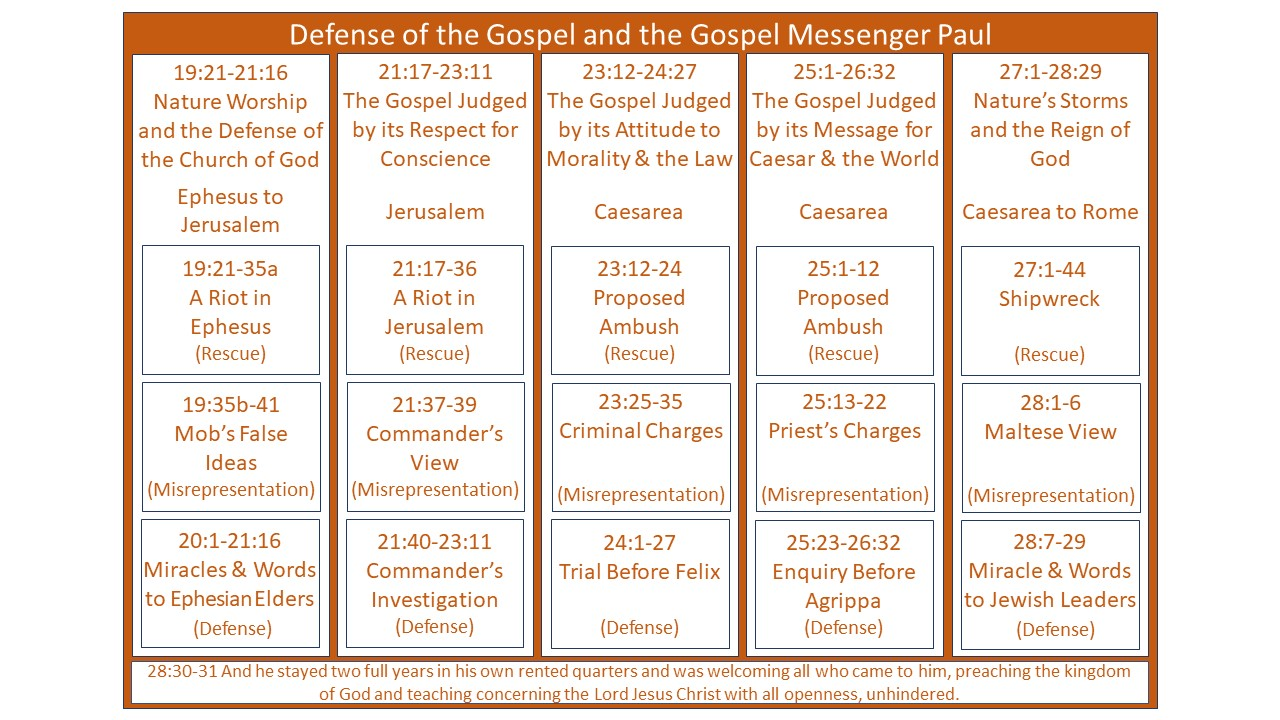 Defense of the Gospel and the Gospel Messenger Paul
19:21-21:16
Nature Worship
and the Defense of
the Church of God
Ephesus to
Jerusalem
19:21-35a
A Riot in
Ephesus
(Rescue)
19:35b-41
Mob's False
Ideas
(Misrepresentation)
20:1-21:16
Miracles & Words
to Ephesian Elders
(Defense)
21:17-23:11
The Gospel Judged
by its Respect for
Conscience
Jerusalem
21:17-36
A Riot in
Jerusalem
(Rescue)
21:37-39
Commander's
View
(Misrepresentation)
21:40-23:11
Commander's
Investigation
(Defense)
23:12-24:27
The Gospel Judged
by its Attitude to
Morality & the Law
Caesarea
23:12-24
Proposed
Ambush
(Rescue)
23:25-35
Criminal Charges
(Misrepresentation)
24:1-27
Trial Before Felix
(Defense)
25:1-26:32
The Gospel Judged
by its Message for
Caesar & the World
Caesarea
25:1-12
Proposed
Ambush
(Rescue)
25:13-22
Priest's Charges
(Misrepresentation)
25:23-26:32
Enquiry Before
Agrippa
(Defense)
27:1-28:29
Nature's Storms
and the Reign of
God
Caesarea to Rome
27:1-44
Shipwreck
(Rescue)
28:1-6
Maltese View
(Misrepresentation)
28:7-29
Miracle & Words
to Jewish Leaders
(Defense)
28:30-31 And he stayed two full years in his own rented quarters and was welcoming all who came to him, preaching the kingdom
of God and teaching concerning the Lord Jesus Christ with all openness, unhindered.